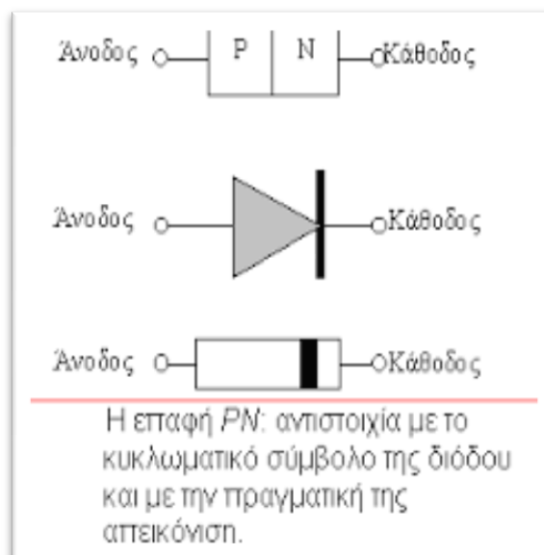 Άνοδος P N Κάθοδος
Άνοδος Κάθοδος
Άνοδος Κάθοδος
Η επαφή PN: αντιστοιχία με το
κυκλωματικό σύμβολο της διόδου
και με την πραγματική της
απεικόνιση.